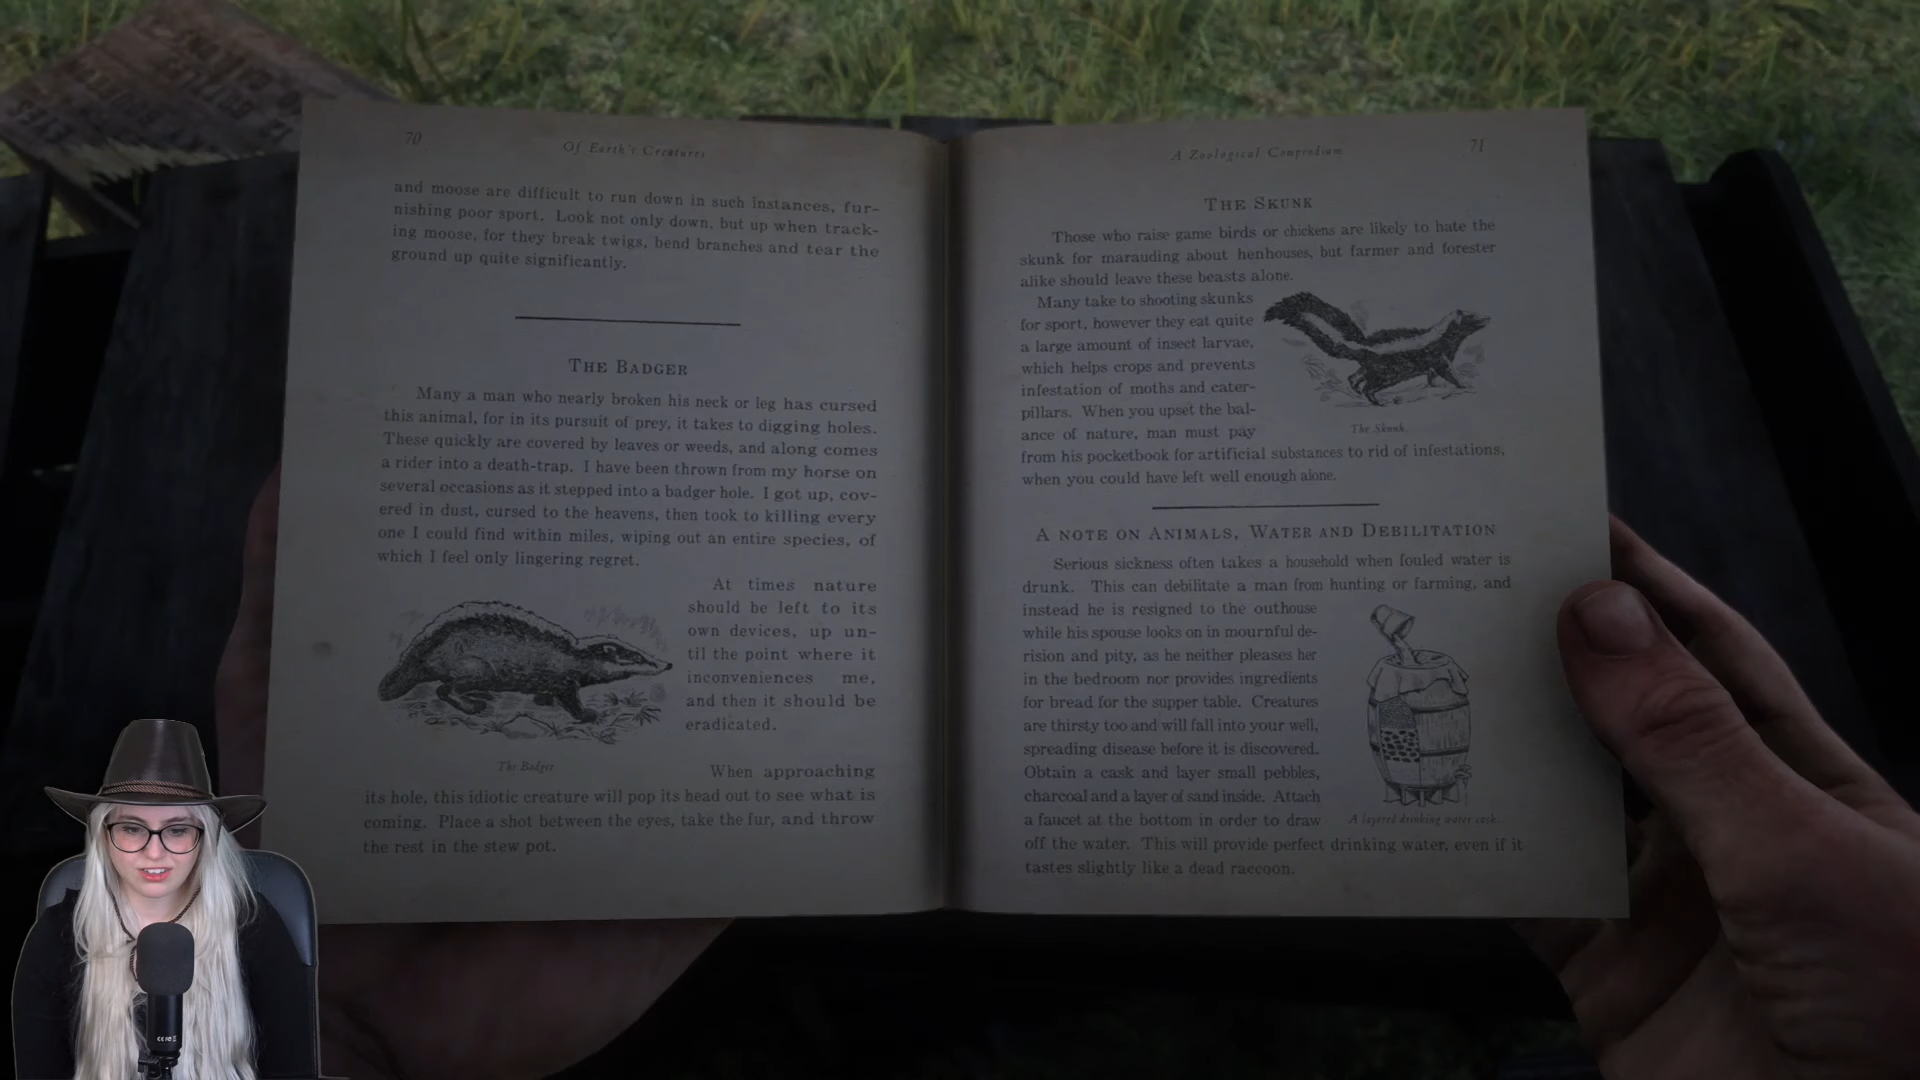 70
Of Earth's Creatures
and moose are difficult to run down in such instances, fur-
nishing poor sport. Look not only down, but up when track-
ing moose, for they break twigs, bend branches and tear the
ground up quite significantly.
THE BADGER
Many a man who nearly broken his neck or leg has cursed
this animal, for in its pursuit of prey, it takes to digging holes.
These quickly are covered by leaves or weeds, and along comes
a rider into a death-trap. I have been thrown from my horse on
several occasions as it stepped into a badger hole. I got up, cov-
ered in dust, cursed to the heavens, then took to killing every
one I could find within miles, wiping out an entire species, of
which I feel only lingering regret.
At times nature
should be left to its
own devices, up un-
til the point where it
inconveniences me,
and then it should be
eradicated.
The Badger
When approaching
its hole, this idiotic creature will pop its head out to see what is
coming. Place a shot between the eyes, take the fur, and throw
the rest in the stew pot.
A Zoological Compendium
71
THE SKUNK
Those who raise game birds or chickens are likely to hate the
skunk for marauding about henhouses, but farmer and forester
alike should leave these beasts alone.
Many take to shooting skunks
for sport, however they eat quite
a large amount of insect larvae,
which helps crops and prevents
infestation of moths and cater-
pillars. When you upset the bal-
ance of nature, man must pay
The Skunk.
from his pocketbook for artificial substances to rid of infestations,
when you could have left well enough alone.
A NOTE ON ANIMALS, WATER AND DEBILITATION
Serious sickness often takes a household when fouled water is
drunk. This can debilitate a man from hunting or farming, and
instead he is resigned to the outhouse
while his spouse looks on in mournful de-
rision and pity, as he neither pleases her
in the bedroom nor provides ingredients
for bread for the supper table. Creatures
are thirsty too and will fall into your well,
spreading disease before it is discovered.
Obtain a cask and layer small pebbles,
charcoal and a layer of sand inside. Attach
a faucet at the bottom in order to draw
A layered drinking water cask.
off the water. This will provide perfect drinking water, even if it
tastes slightly like a dead raccoon.